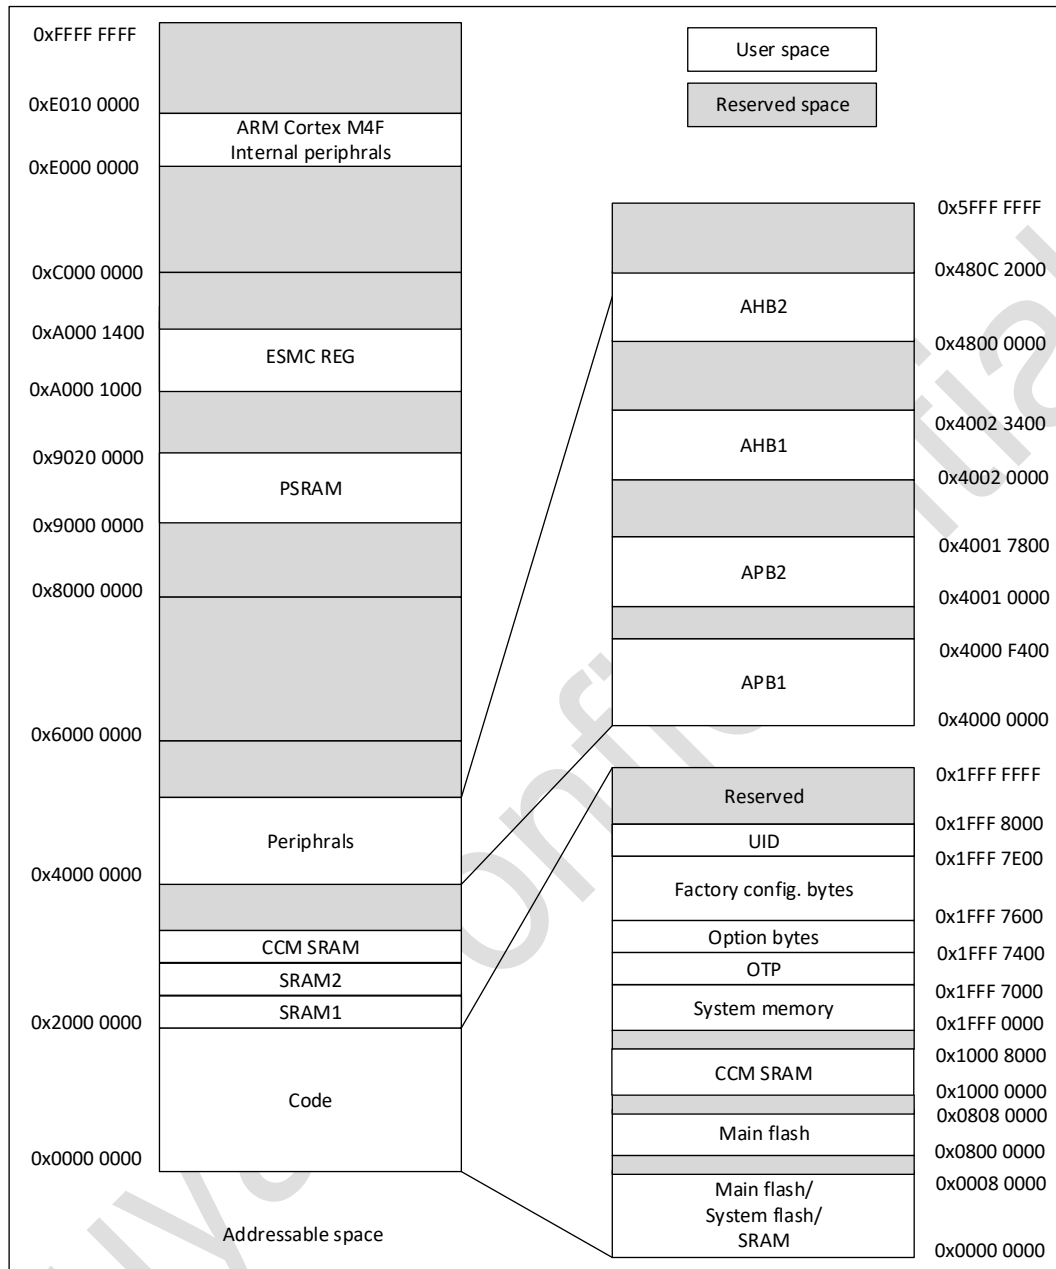 0xFFFF FFFF
0xE010 0000
ARM Cortex M4F
Internal periphrals
0xE000 0000
0xC000 0000
0xA000 1400
ESMC REG
0xA000 1000
0x9020 0000
PSRAM
0x9000 0000
0x8000 0000
0x6000 0000
Periphrals
0x4000 0000
CCM SRAM
SRAM2
SRAM1
0x2000 0000
Code
0x0000 0000
Addressable space
User space
Reserved space
0x5FFF FFFF
0x480C 2000
AHB2
0x4800 0000
0x4002 3400
AHB1
0x4002 0000
0x4001 7800
APB2
0x4001 0000
0x4000 F400
APB1
0x4000 0000
0x1FFF FFFF
Reserved
0x1FFF 8000
UID
0x1FFF 7E00
Factory config. bytes
0x1FFF 7600
Option bytes
0x1FFF 7400
OTP
0x1FFF 7000
System memory
0x1FFF 0000
0x1000 8000
CCM SRAM
0x1000 0000
0x0808 0000
Main flash
0x0800 0000
0x0008 0000
Main flash/
System flash/
SRAM
0x0000 0000